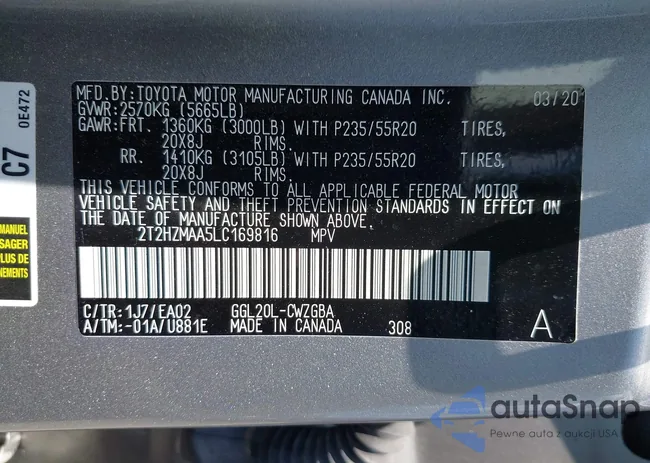 MFD.BY:TOYOTA MOTOR MANUFACTURING CANADA INC. 03/20
GVWR:2570KG (5665LB)
GAWR:FRT. 1360KG (3000LB) WITH P235/55R20 TIRES,
20X8J RIMS.
RR. 1410KG (3105LB) WITH P235/55R20 TIRES,
20X8J RIMS.
THIS VEHICLE CONFORMS TO ALL APPLICABLE FEDERAL MOTOR
VEHICLE SAFETY AND THEFT PREVENTION STANDARDS IN EFFECT ON
THE DATE OF MANUFACTURE SHOWN ABOVE.
2T2HZMAA5LC169816 MPV
C/TR:1J7/EA02 GGL20L-CWZGBA
A/TM:-01A/U881E MADE IN CANADA 308 A
C7 0E472
MANUEL
SAGER
PLUS DE
ION.
autaSnap
Pewne auta z aukcji USA